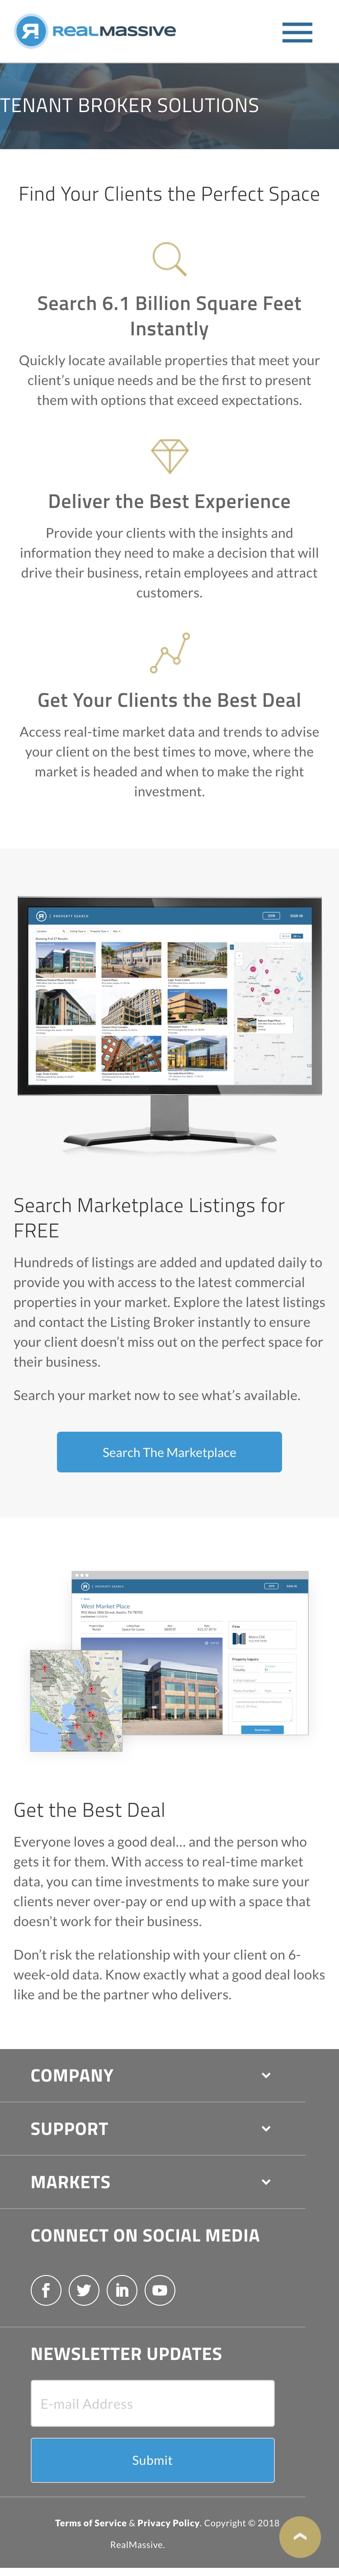 REALMASSIVE
TENANT BROKER SOLUTIONS
Find Your Clients the Perfect Space
Search 6.1 Billion Square Feet
Instantly
Quickly locate available properties that meet your
client's unique needs and be the first to present
them with options that exceed expectations.
Deliver the Best Experience
Provide your clients with the insights and
information they need to make a decision that will
drive their business, retain employees and attract
customers.
Get Your Clients the Best Deal
Access real-time market data and trends to advise
your client on the best times to move, where the
market is headed and when to make the right
investment.
PROPERTY SEARCH
JOIN
SIGN IN
Search Marketplace Listings for
FREE
Hundreds of listings are added and updated daily to
provide you with access to the latest commercial
properties in your market. Explore the latest listings
and contact the Listing Broker instantly to ensure
your client doesn't miss out on the perfect space for
their business.
Search your market now to see what's available.
Search The Marketplace
PROPERTY SEARCH
SIGN IN
West Market Place
Property Inquiry
Get the Best Deal
Everyone loves a good deal... and the person who
gets it for them. With access to real-time market
data, you can time investments to make sure your
clients never over-pay or end up with a space that
doesn't work for their business.
Don't risk the relationship with your client on 6-
week-old data. Know exactly what a good deal looks
like and be the partner who delivers.
COMPANY
SUPPORT
MARKETS
CONNECT ON SOCIAL MEDIA
NEWSLETTER UPDATES
E-mail Address
Submit
Terms of Service & Privacy Policy. Copyright © 2018
RealMassive.